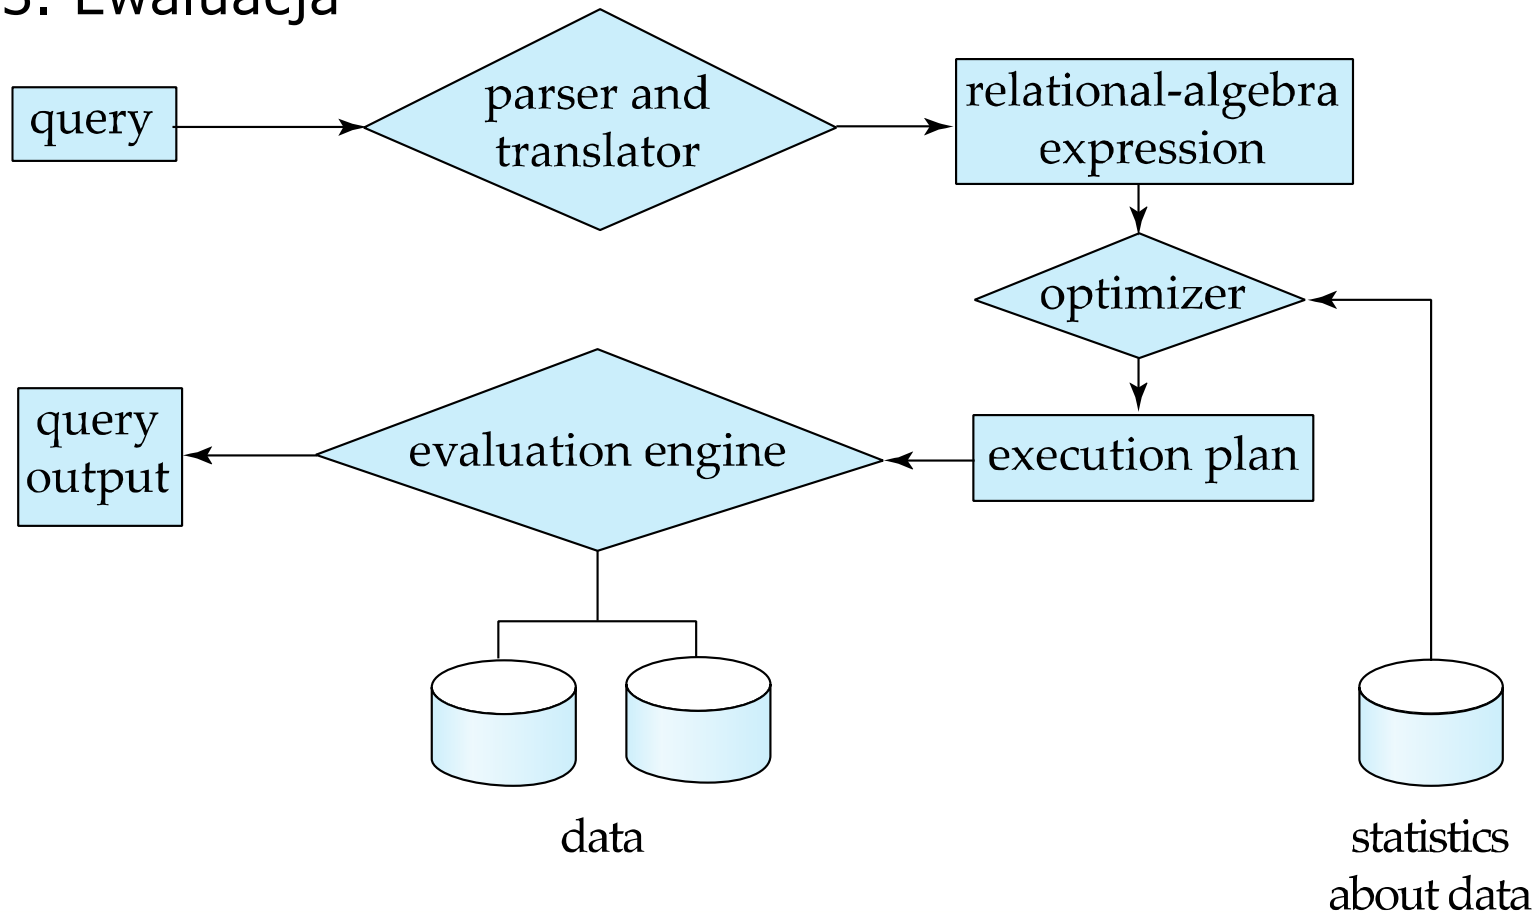 3. Ewaluacja
query
parser and
translator
relational-algebra
expression
optimizer
query
output
evaluation engine
execution plan
data
statistics
about data